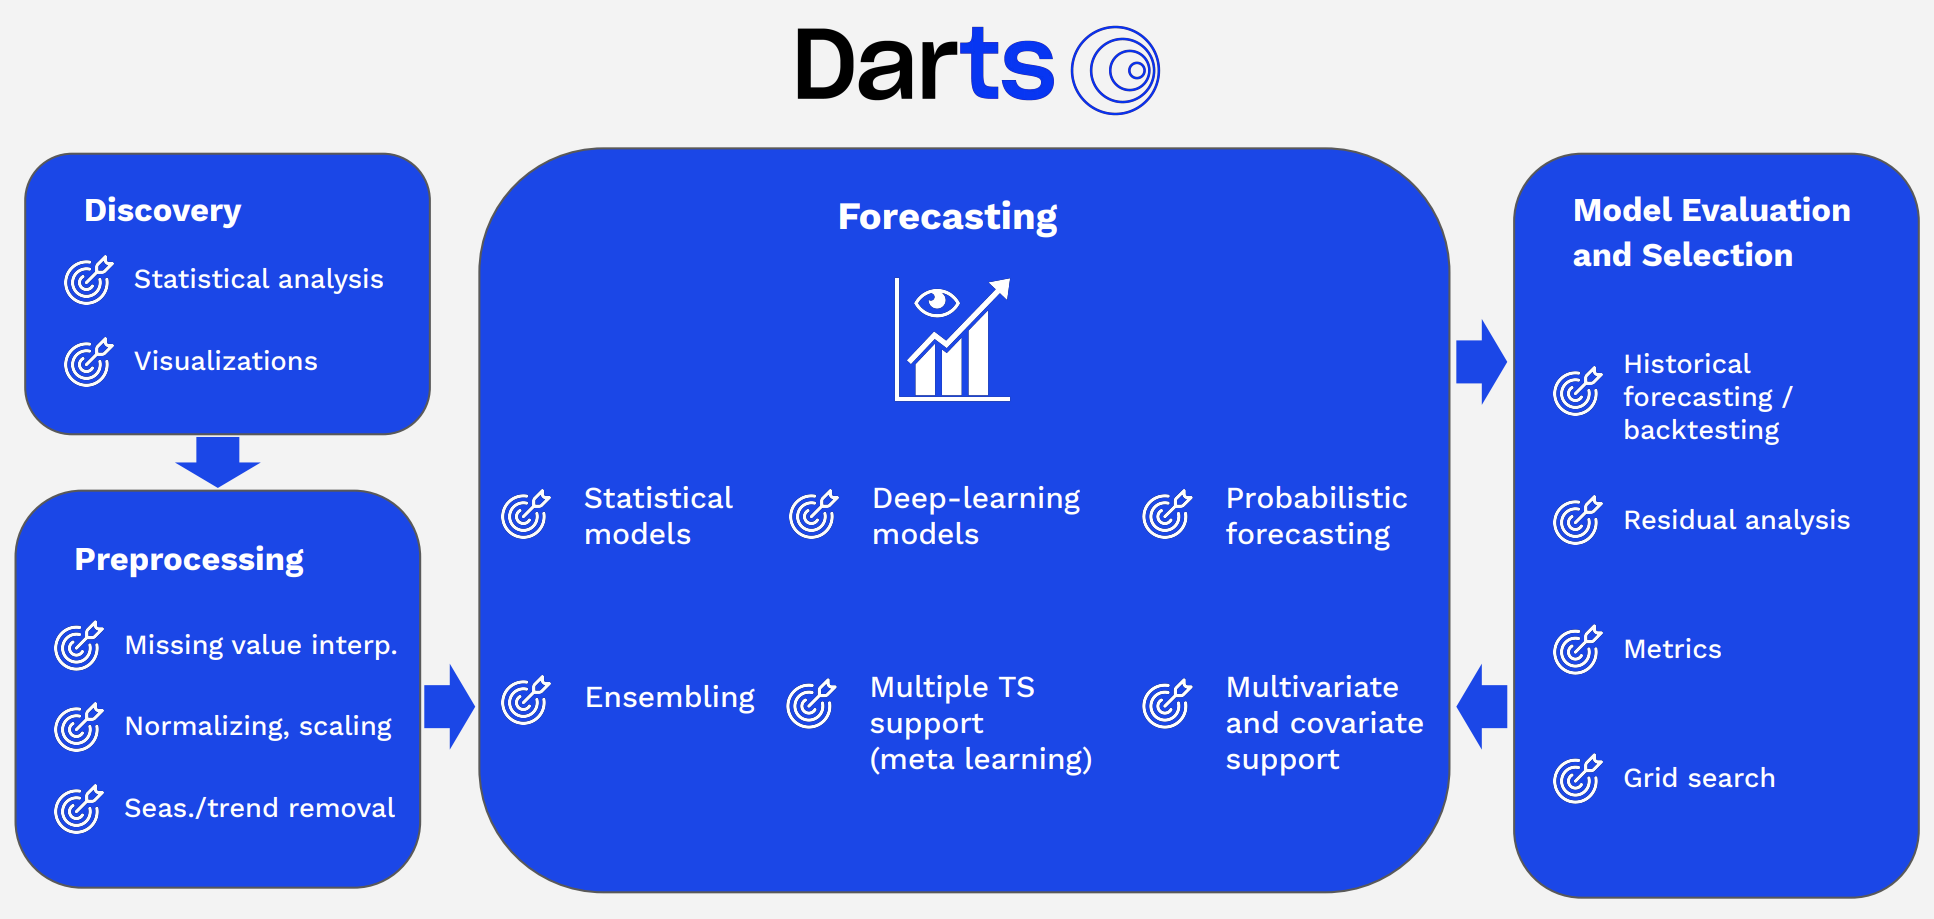 Darts
Discovery
Statistical analysis
Visualizations
Preprocessing
Missing value interp.
Normalizing, scaling
Seas./trend removal
Forecasting
Statistical
models
Deep-learning
models
Probabilistic
forecasting
Ensembling
Multiple TS
support
(meta learning)
Multivariate
and covariate
support
Model Evaluation
and Selection
Historical
forecasting /
backtesting
Residual analysis
Metrics
Grid search